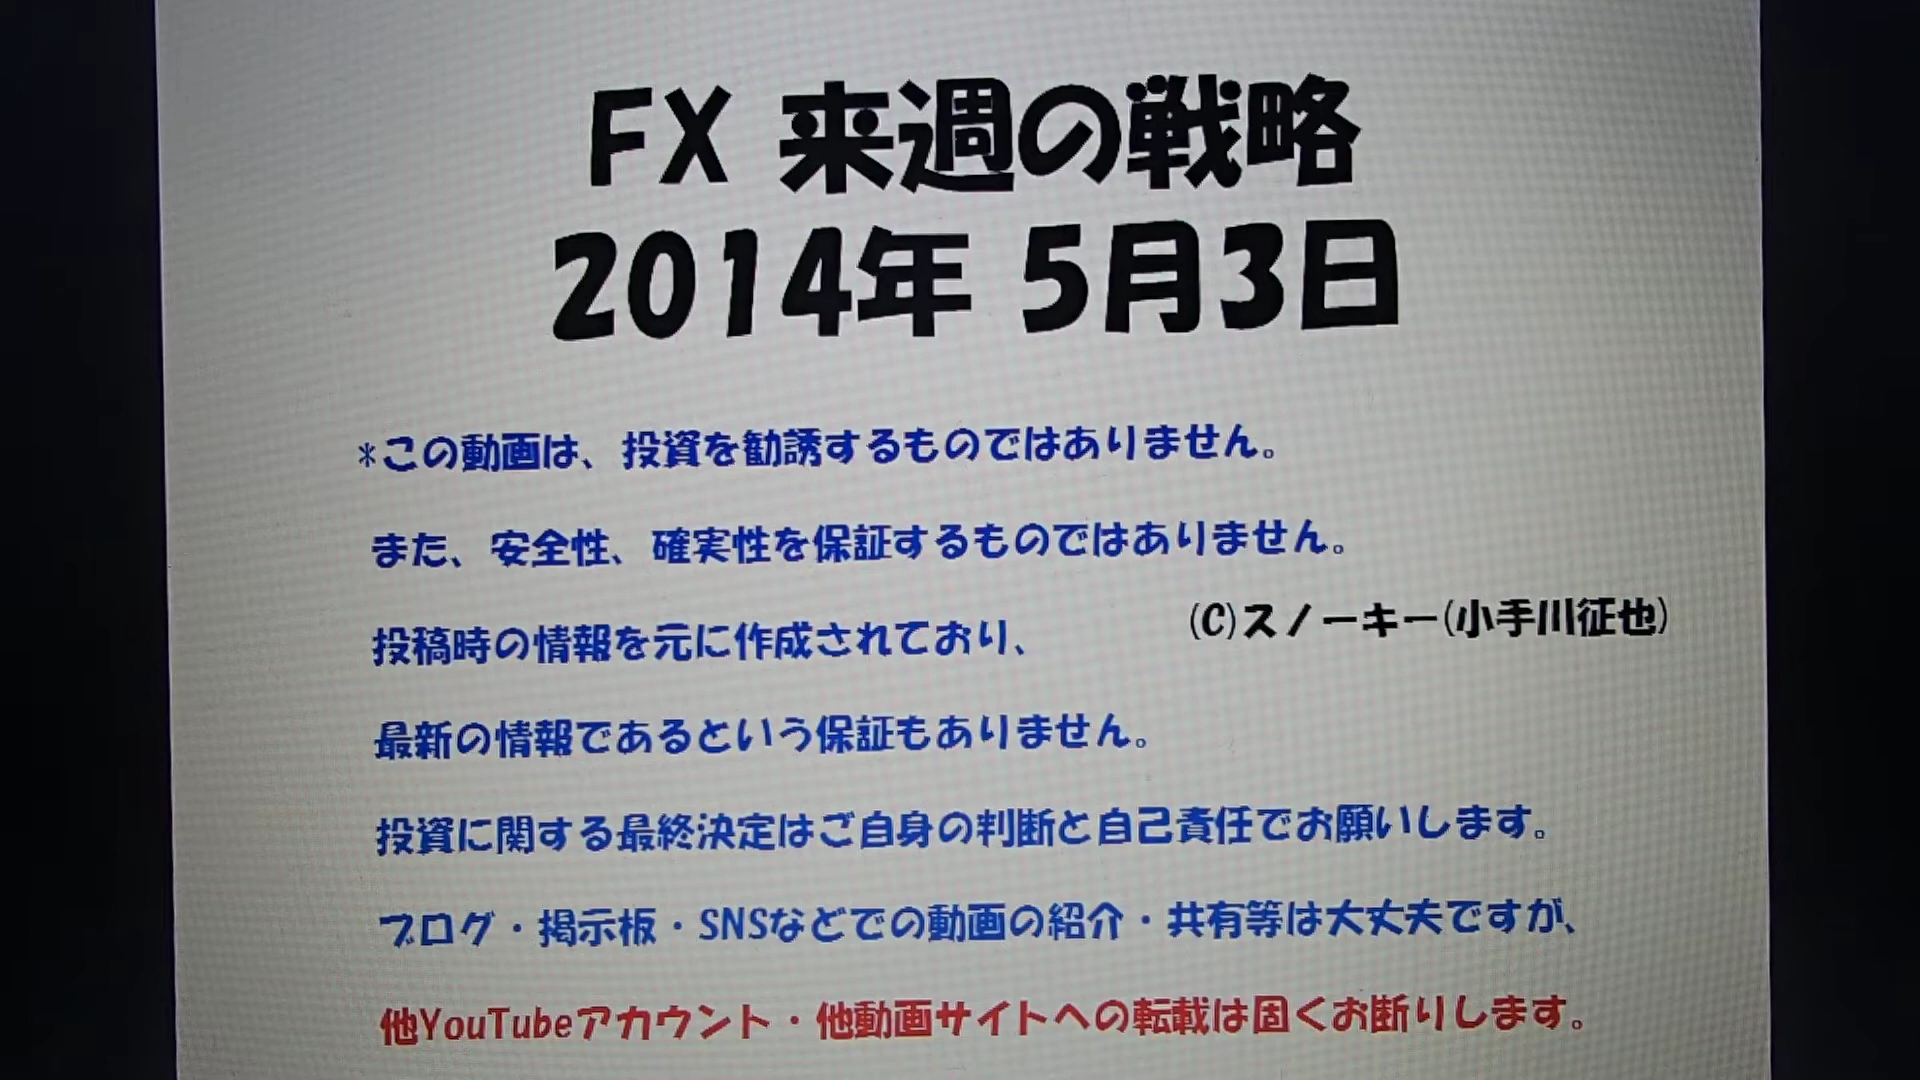 FX 来週の戦略
2014年 5月3日
*この動画は、投資を勧誘するものではありません。
また、安全性、確実性を保証するものではありません。
投稿時の情報を元に作成されており、
(C)スノーキー(小手川征也)
最新の情報であるという保証もありません。
投資に関する最終決定はご自身の判断と自己責任でお願いします。
ブログ・掲示板・SNSなどでの動画の紹介・共有等は大丈夫ですが、
他YouTubeアカウント・他動画サイトへの転載は固くお断りします。